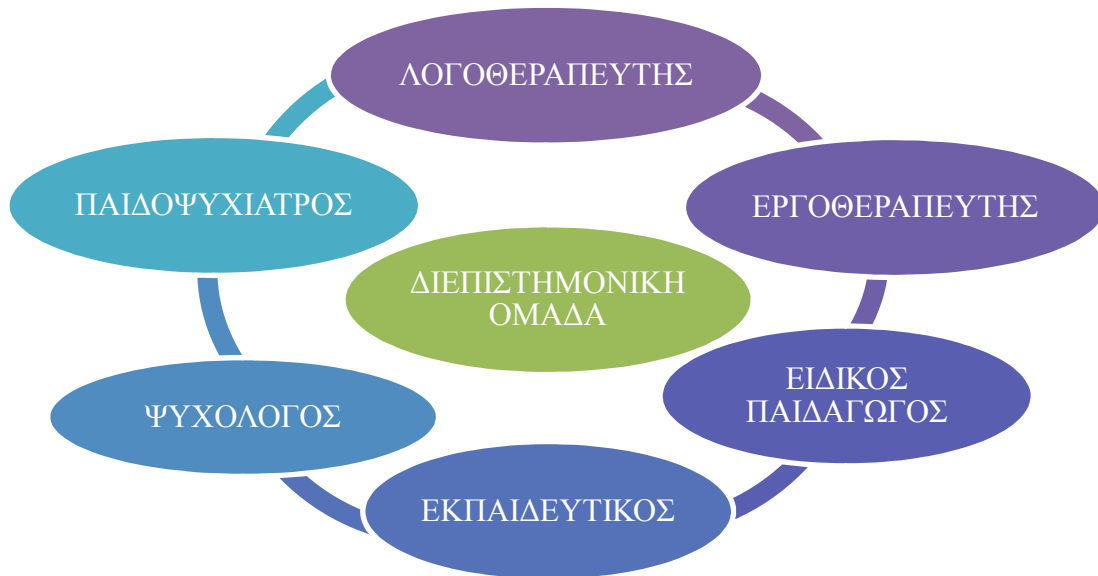 ΛΟΓΟΘΕΡΑΠΕΥΤΗΣ
ΠΑΙΔΟΨΥΧΙΑΤΡΟΣ
ΕΡΓΟΘΕΡΑΠΕΥΤΗΣ
ΔΙΕΠΙΣΤΗΜΟΝΙΚΗ
ΟΜΑΔΑ
ΕΙΔΙΚΟΣ
ΠΑΙΔΑΓΩΓΟΣ
ΨΥΧΟΛΟΓΟΣ
ΕΚΠΑΙΔΕΥΤΙΚΟΣ